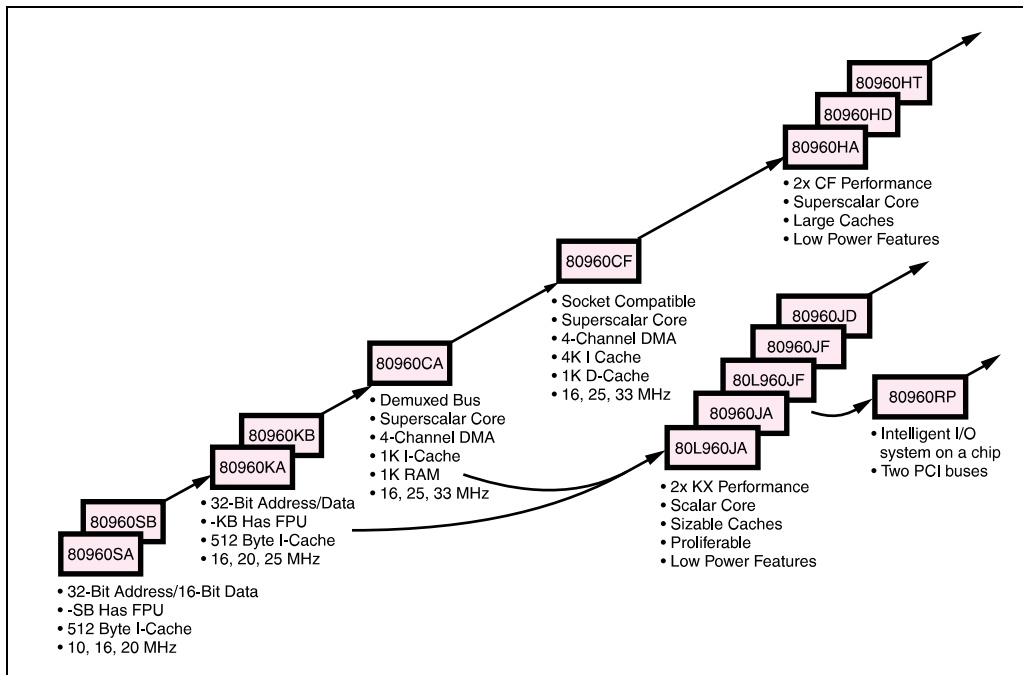 80960HT
80960HD
80960HA
• 2x CF Performance
• Superscalar Core
• Large Caches
• Low Power Features
80960CF
• Socket Compatible
• Superscalar Core
• 4-Channel DMA
• 4K I Cache
• 1K D-Cache
• 16, 25, 33 MHz
80960JD
80960JF
80L960JF
80960JA
80L960JA
• 2x KX Performance
• Scalar Core
• Sizable Caches
• Proliferable
• Low Power Features
80960RP
• Intelligent I/O
system on a chip
• Two PCI buses
80960CA
• Demuxed Bus
• Superscalar Core
• 4-Channel DMA
• 1K I-Cache
• 1K RAM
• 16, 25, 33 MHz
80960KB
80960KA
• 32-Bit Address/Data
• -KB Has FPU
• 512 Byte I-Cache
• 16, 20, 25 MHz
80960SB
80960SA
• 32-Bit Address/16-Bit Data
• -SB Has FPU
• 512 Byte I-Cache
• 10, 16, 20 MHz